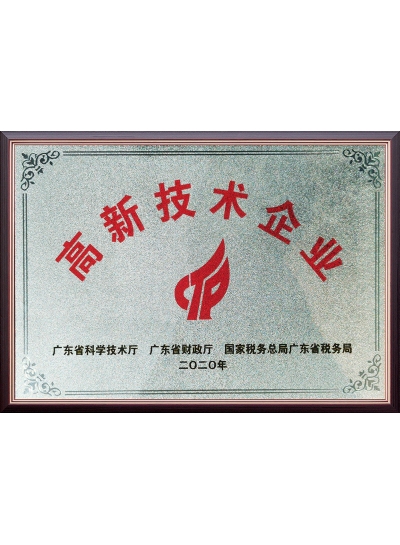 高新技术企业
广东省科学技术厅 广东省财政厅 国家税务总局广东省税务局
二〇二〇年